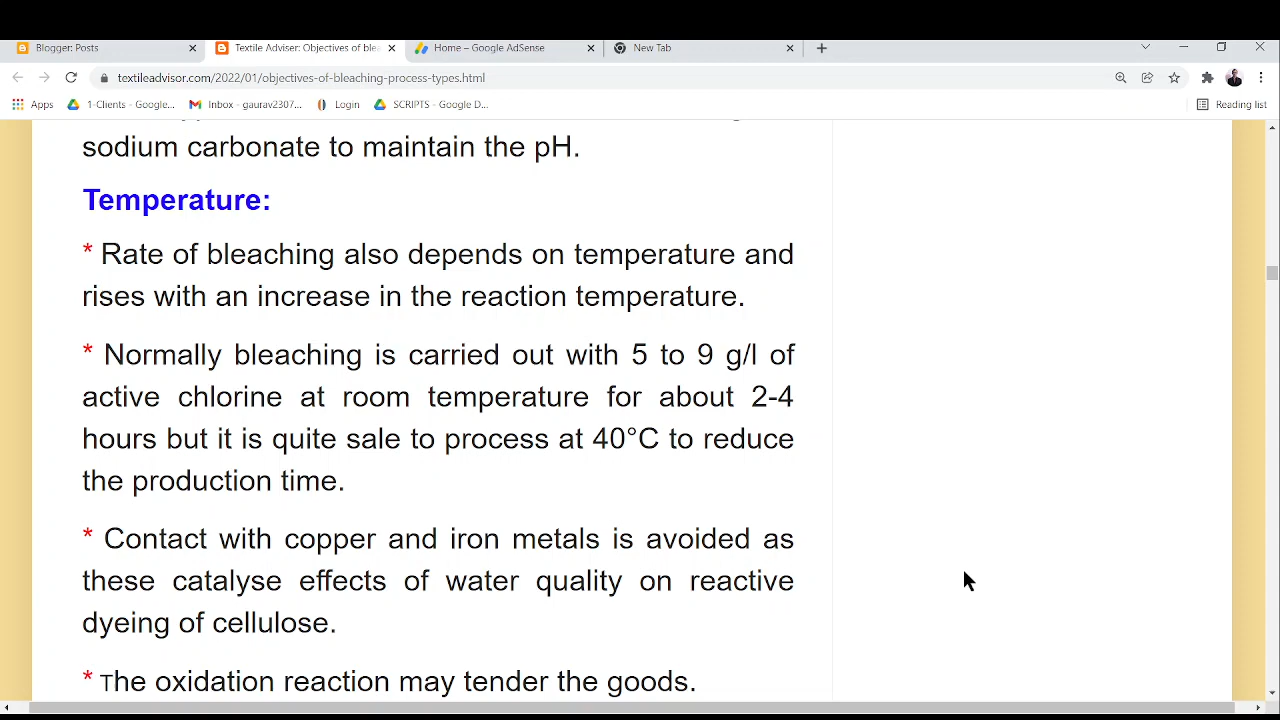 Blogger: Posts
Textile Adviser: Objectives of ble
Home – Google AdSense
New Tab
textileadvisor.com/2022/01/objectives-of-bleaching-process-types.html
Apps
1-Clients - Google...
Inbox - gaurav2307...
Login
SCRIPTS - Google D...
Reading list
sodium carbonate to maintain the pH.
Temperature:
* Rate of bleaching also depends on temperature and
rises with an increase in the reaction temperature.
* Normally bleaching is carried out with 5 to 9 g/l of
active chlorine at room temperature for about 2-4
hours but it is quite sale to process at 40°C to reduce
the production time.
* Contact with copper and iron metals is avoided as
these catalyse effects of water quality on reactive
dyeing of cellulose.
* The oxidation reaction may tender the goods.